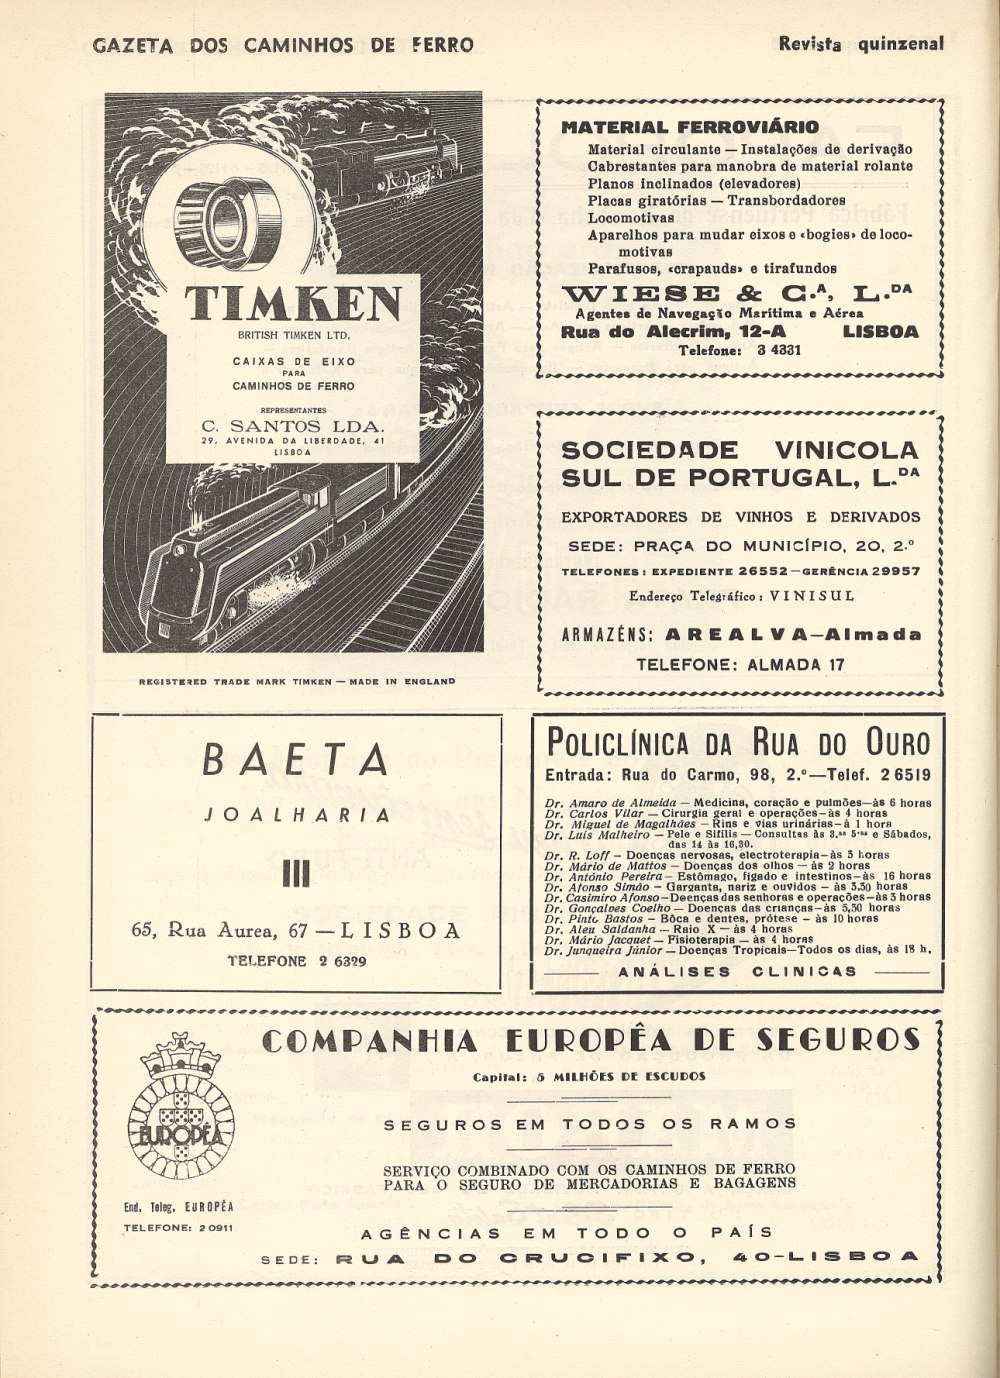 GAZETA DOS CAMINHOS DE FERRO
Revista quinzenal
TIMKEN
BRITISH TIMKEN LTD.
CAIXAS DE EIXO
PARA
CAMINHOS DE FERRO
REPRESENTANTES
C. SANTOS LDA.
29, AVENIDA DA LIBERDADE, 41
LISBOA
REGISTERED TRADE MARK TIMKEN — MADE IN ENGLAND
MATERIAL FERROVIÁRIO
Material circulante — Instalações de derivação
Cabrestantes para manobra de material rolante
Planos inclinados (elevadores)
Placas giratórias — Transbordadores
Locomotivas
Aparelhos para mudar eixos e «bogies» de loco-
motivas
Parafusos, «crapauds» e tirafundos
WIESE & C.A, L.DA
Agentes de Navegação Marítima e Aérea
Rua do Alecrim, 12-A LISBOA
Telefone: 3 4331
SOCIEDADE VINICOLA
SUL DE PORTUGAL, L.DA
EXPORTADORES DE VINHOS E DERIVADOS
SEDE: PRAÇA DO MUNICÍPIO, 20, 2.º
TELEFONES: EXPEDIENTE 26552 — GERÊNCIA 29957
Endereço Telegráfico: VINISUL
ARMAZÉNS: AREALVA—Almada
TELEFONE: ALMADA 17
BAETA
JOALHARIA
65, Rua Aurea, 67 — LISBOA
TELEFONE 2 6329
POLICLÍNICA DA RUA DO OURO
Entrada: Rua do Carmo, 98, 2.º—Telef. 2 6519
Dr. Amaro de Almeida — Medicina, coração e pulmões—às 6 horas
Dr. Carlos Vilar — Cirurgia geral e operações—às 4 horas
Dr. Miguel de Magalhães — Rins e vias urinárias—à 1 hora
Dr. Luís Malheiro — Pele e Sífilis — Consultas às 3.as 5.as e Sábados,
das 14 às 16,30.
Dr. R. Loff — Doenças nervosas, electroterapia—às 5 horas
Dr. Mário de Mattos — Doenças dos olhos — às 2 horas
Dr. António Pereira — Estômago, fígado e intestinos—às 16 horas
Dr. Afonso Simão — Garganta, nariz e ouvidos — às 3,30 horas
Dr. Casimiro Afonso—Doenças das senhoras e operações—às 3 horas
Dr. Gonçalves Coelho — Doenças das crianças—às 5,30 horas
Dr. Pinto Bastos — Bôca e dentes, prótese — às 10 horas
Dr. Aleu Saldanha — Raio X — às 4 horas
Dr. Mário Jacquet — Fisioterapia — às 4 horas
Dr. Junqueira Júnior — Doenças Tropicais—Todos os dias, às 18 h.
ANÁLISES CLINICAS
COMPANHIA EUROPÊA DE SEGUROS
Capital: 5 MILHÕES DE ESCUDOS
SEGUROS EM TODOS OS RAMOS
SERVIÇO COMBINADO COM OS CAMINHOS DE FERRO
PARA O SEGURO DE MERCADORIAS E BAGAGENS
AGÊNCIAS EM TODO O PAÍS
SEDE: RUA DO CRUCIFIXO, 40-LISBOA
EUROPÊA
End. Teleg. EUROPÊA
TELEFONE: 20911